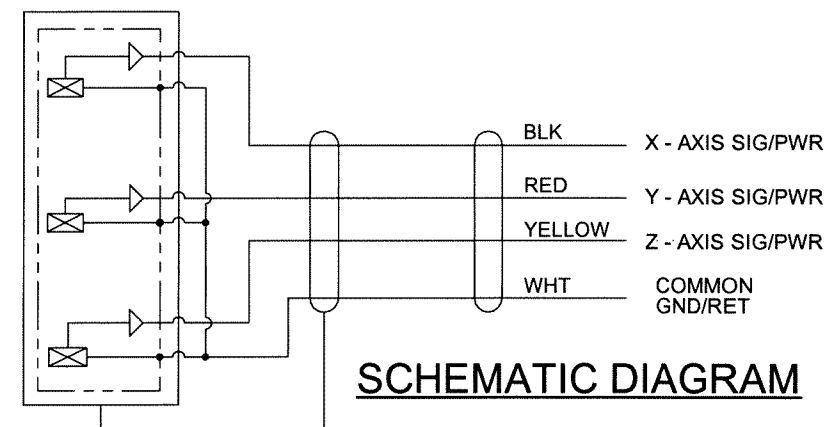 BLK X - AXIS SIG/PWR
RED Y - AXIS SIG/PWR
YELLOW Z - AXIS SIG/PWR
WHT COMMON
GND/RET
SCHEMATIC DIAGRAM